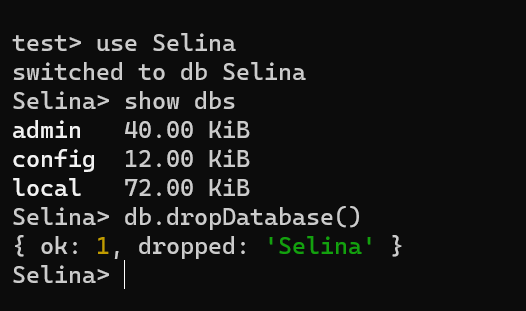 test> use Selina
switched to db Selina
Selina> show dbs
admin   40.00 KiB
config  12.00 KiB
local   72.00 KiB
Selina> db.dropDatabase()
{ ok: 1, dropped: 'Selina' }
Selina>